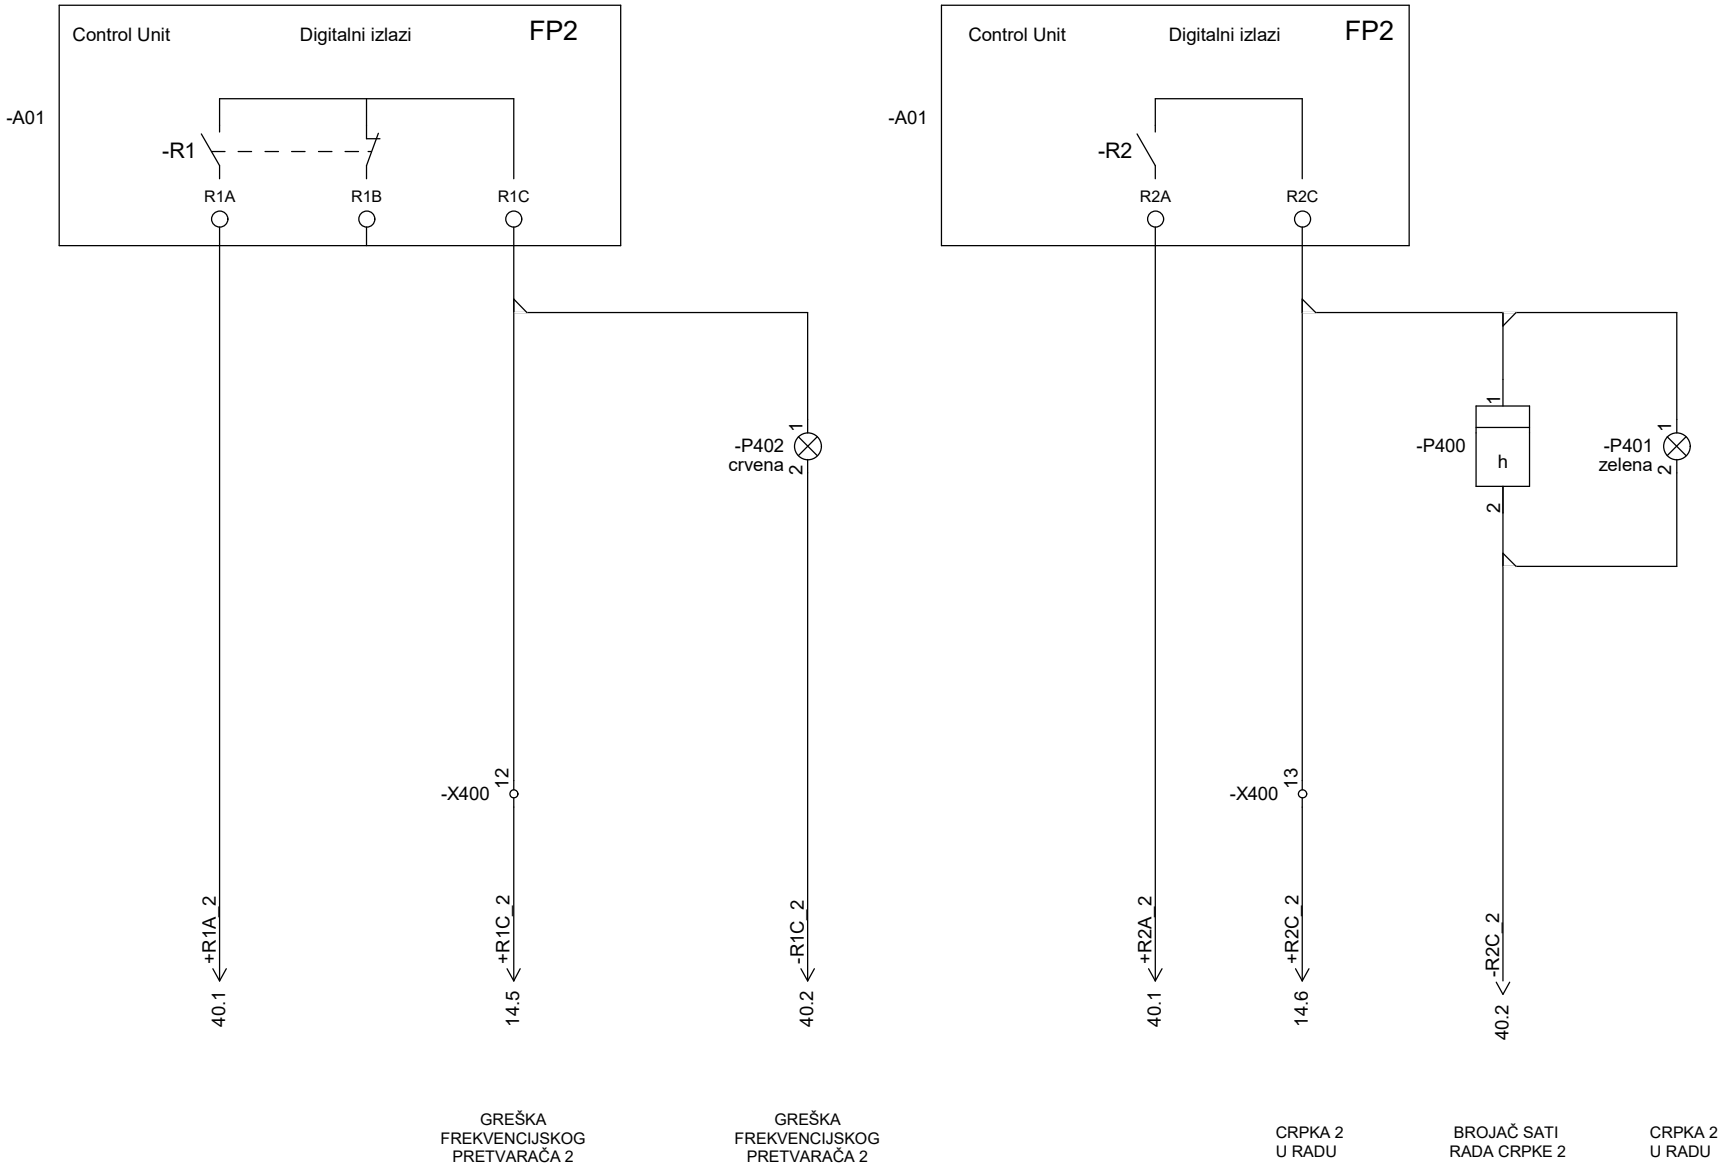 Control Unit
Digitalni izlazi
FP2
-A01
-R1
R1A
R1B
R1C
-P402
crvena
1
2
-X400
12
+R1A_2
40.1
+R1C_2
14.5
-R1C_2
40.2
GREŠKA
FREKVENCIJSKOG
PRETVARAČA 2
GREŠKA
FREKVENCIJSKOG
PRETVARAČA 2
Control Unit
Digitalni izlazi
FP2
-A01
-R2
R2A
R2C
-P400
1
h
2
-P401
zelena
1
2
-X400
13
+R2A_2
40.1
+R2C_2
14.6
-R2C_2
40.2
CRPKA 2
U RADU
BROJAČ SATI
RADA CRPKE 2
CRPKA 2
U RADU